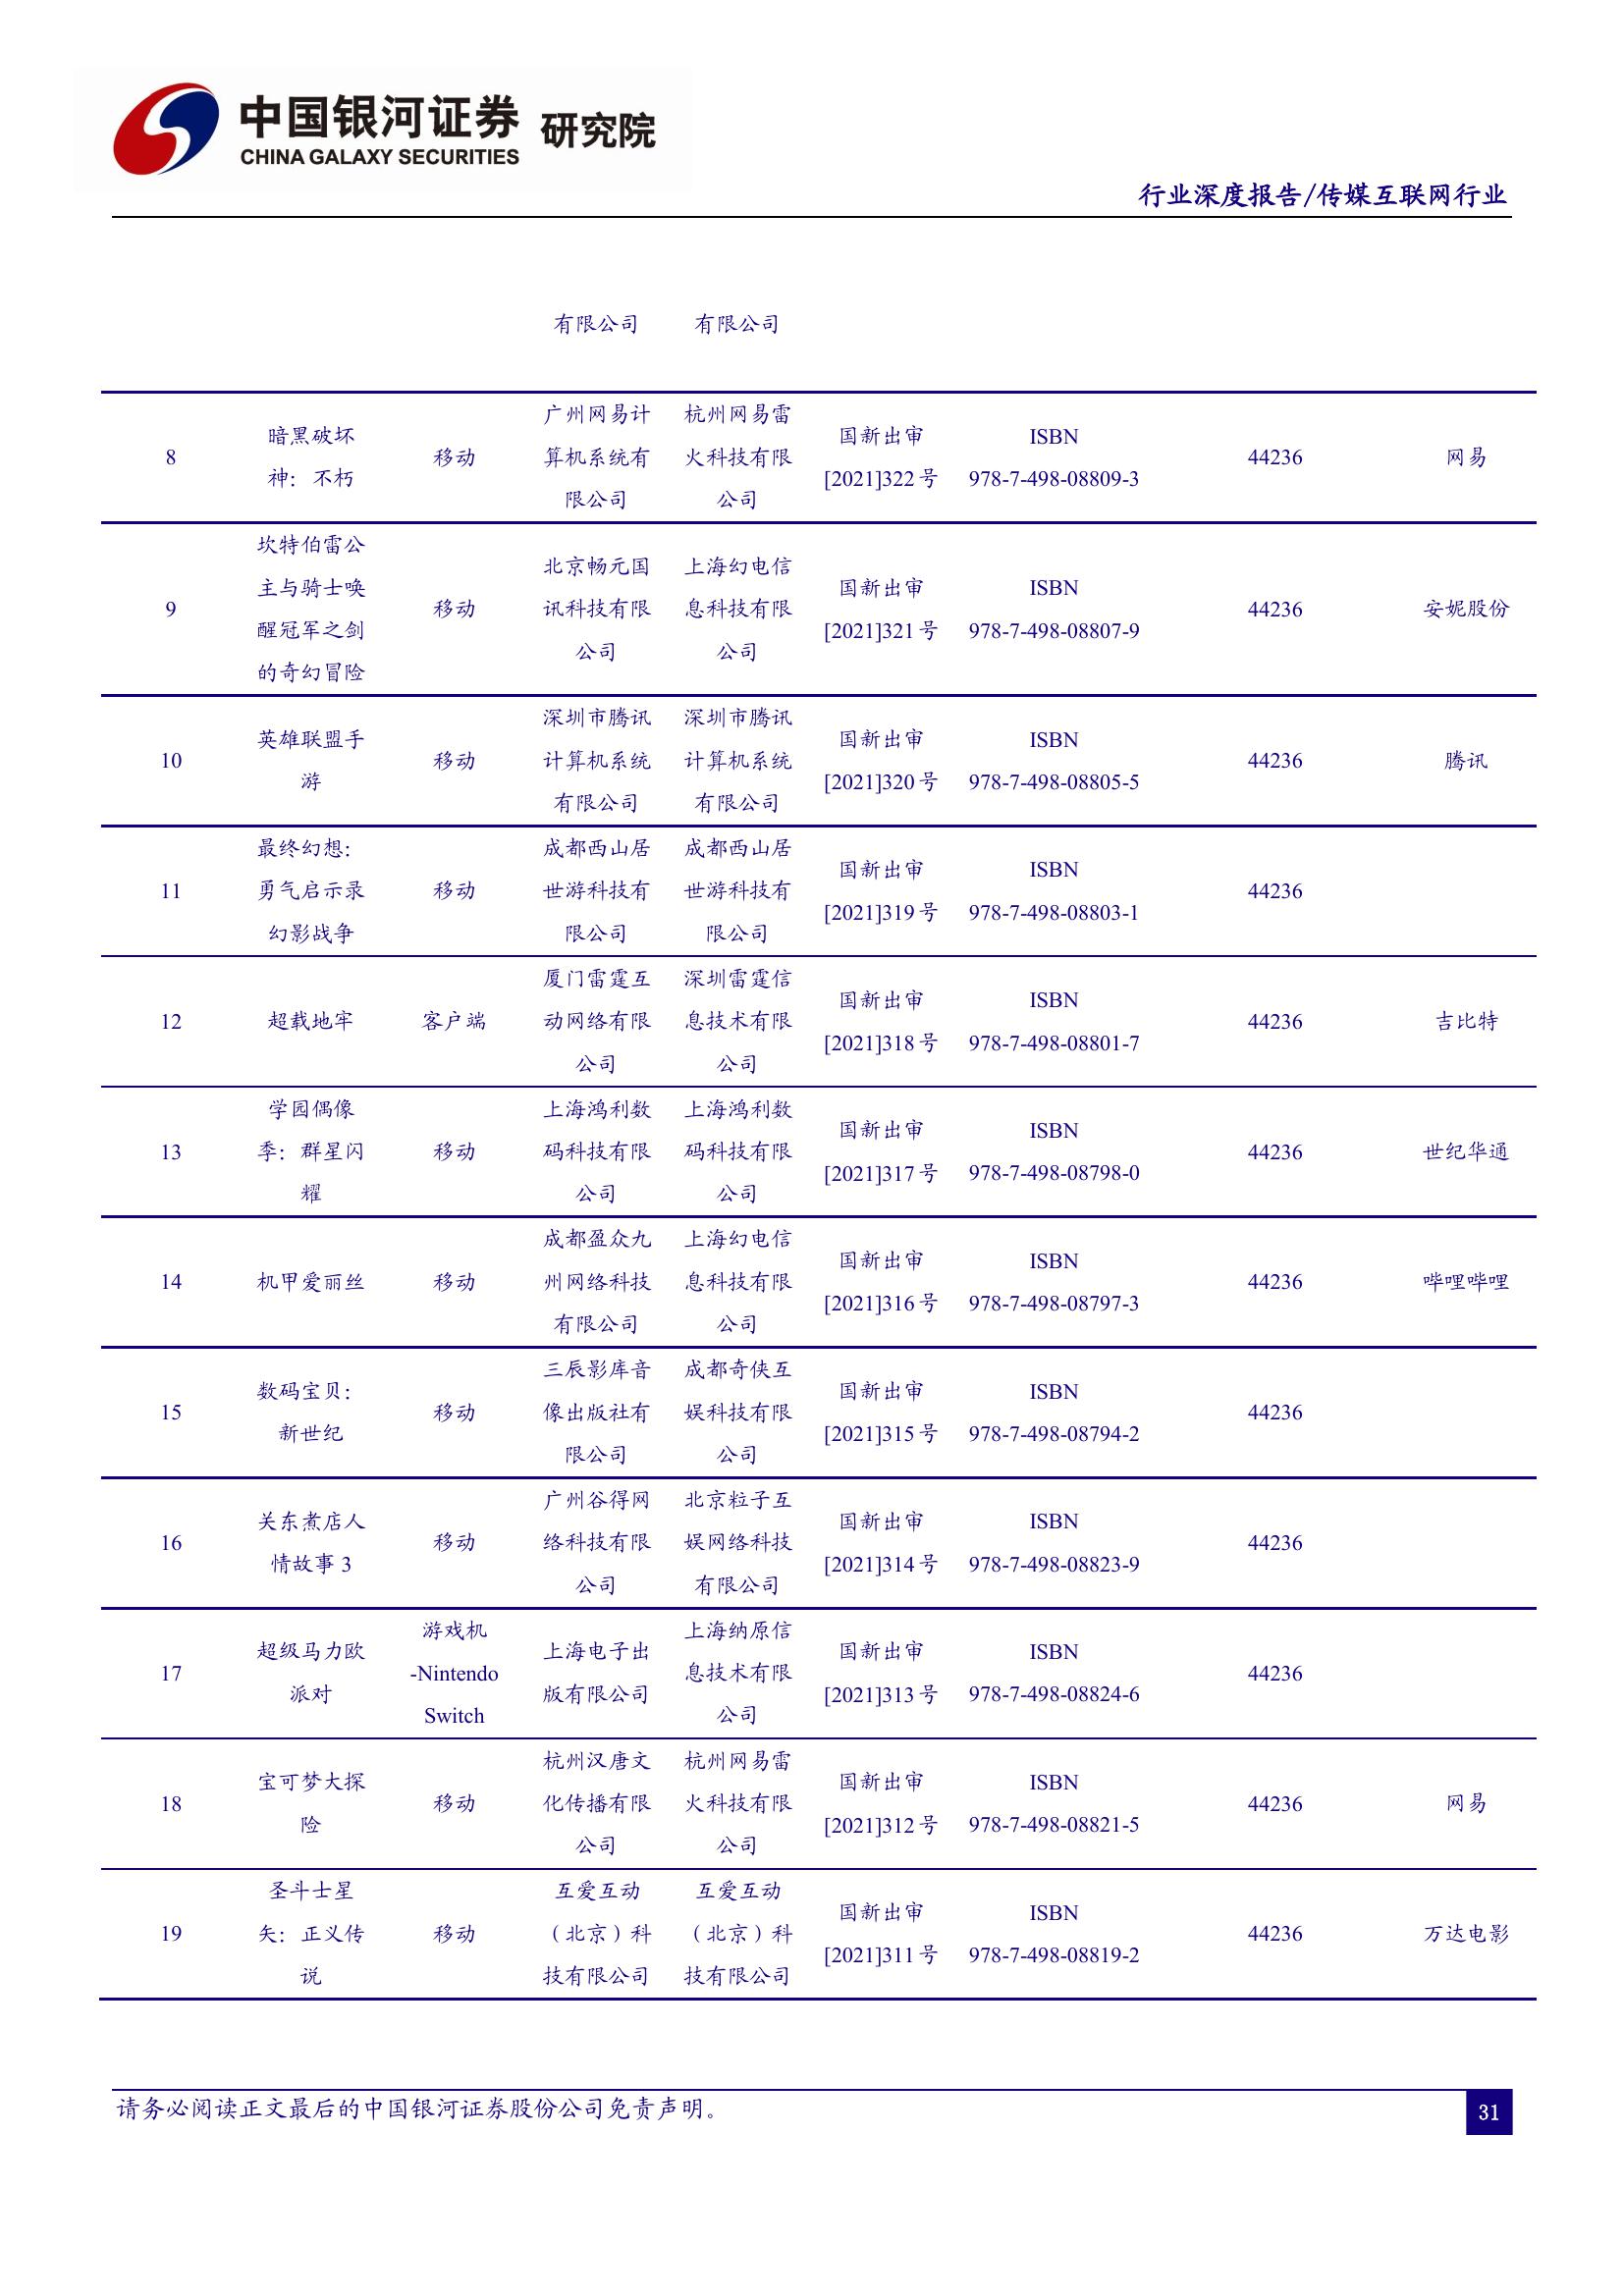 中国银河证券 研究院
CHINA GALAXY SECURITIES
行业深度报告/传媒互联网行业
有限公司 有限公司
8 暗黑破坏神：不朽 移动 广州网易计算机系统有限公司 杭州网易雷火科技有限公司 国新出审[2021]322号 ISBN 978-7-498-08809-3 44236 网易
9 坎特伯雷公主与骑士唤醒冠军之剑的奇幻冒险 移动 北京畅元国讯科技有限公司 上海幻电信息科技有限公司 国新出审[2021]321号 ISBN 978-7-498-08807-9 44236 安妮股份
10 英雄联盟手游 移动 深圳市腾讯计算机系统有限公司 深圳市腾讯计算机系统有限公司 国新出审[2021]320号 ISBN 978-7-498-08805-5 44236 腾讯
11 最终幻想：勇气启示录幻影战争 移动 成都西山居世游科技有限公司 成都西山居世游科技有限公司 国新出审[2021]319号 ISBN 978-7-498-08803-1 44236
12 超载地牢 客户端 厦门雷霆互动网络有限公司 深圳雷霆信息技术有限公司 国新出审[2021]318号 ISBN 978-7-498-08801-7 44236 吉比特
13 学园偶像季：群星闪耀 移动 上海鸿利数码科技有限公司 上海鸿利数码科技有限公司 国新出审[2021]317号 ISBN 978-7-498-08798-0 44236 世纪华通
14 机甲爱丽丝 移动 成都盈众九州网络科技有限公司 上海幻电信息科技有限公司 国新出审[2021]316号 ISBN 978-7-498-08797-3 44236 哔哩哔哩
15 数码宝贝：新世纪 移动 三辰影库音像出版社有限公司 成都奇侠互娱科技有限公司 国新出审[2021]315号 ISBN 978-7-498-08794-2 44236
16 关东煮店人情故事3 移动 广州谷得网络科技有限公司 北京粒子互娱网络科技有限公司 国新出审[2021]314号 ISBN 978-7-498-08823-9 44236
17 超级马力欧派对 游戏机-Nintendo Switch 上海电子出版有限公司 上海纳原信息技术有限公司 国新出审[2021]313号 ISBN 978-7-498-08824-6 44236
18 宝可梦大探险 移动 杭州汉唐文化传播有限公司 杭州网易雷火科技有限公司 国新出审[2021]312号 ISBN 978-7-498-08821-5 44236 网易
19 圣斗士星矢：正义传说 移动 互爱互动（北京）科技有限公司 互爱互动（北京）科技有限公司 国新出审[2021]311号 ISBN 978-7-498-08819-2 44236 万达电影
请务必阅读正文最后的中国银河证券股份公司免责声明。
31